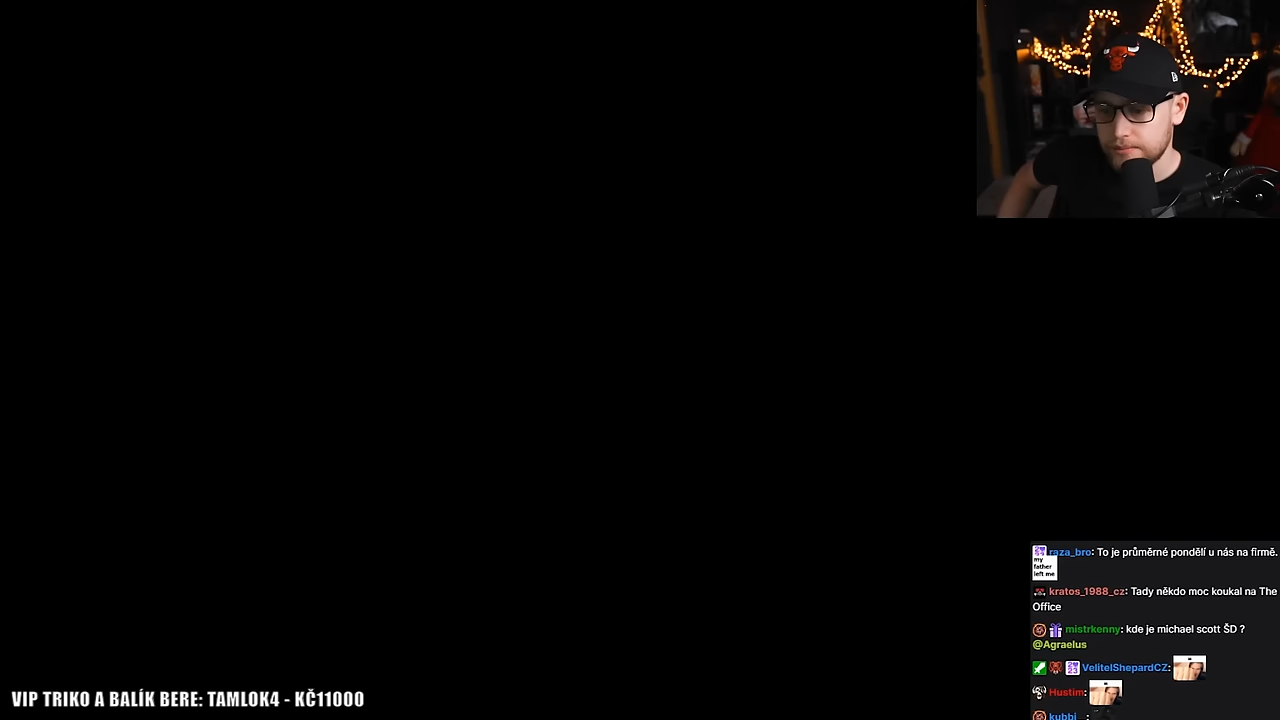 raza_bro: To je průměrné pondělí u nás na firmě.
my
father
left me
kratos_1988_cz: Tady někdo moc koukal na The
Office
mistrkenny: kde je michael scott ŠD ?
@Agraelus
VelitelShepardCZ:
Hustim:
kubbi :
VIP TRIKO A BALÍK BERE: TAMLOK4 - KČ11000